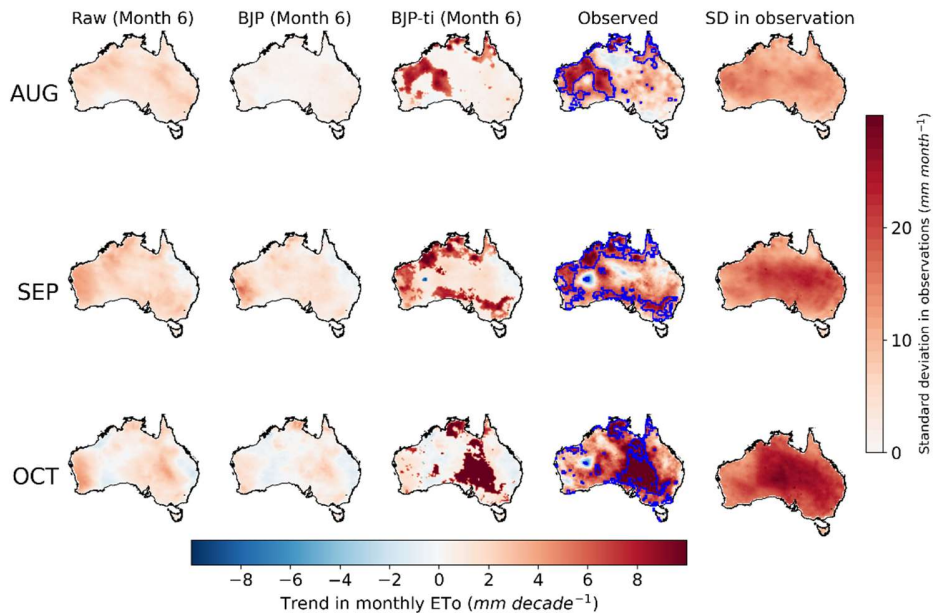 Raw (Month 6) BJP (Month 6) BJP-ti (Month 6) Observed SD in observation
AUG
SEP
OCT
20
10
0
Standard deviation in observations (mm month⁻¹)
−8 −6 −4 −2 0 2 4 6 8
Trend in monthly ETo (mm decade⁻¹)